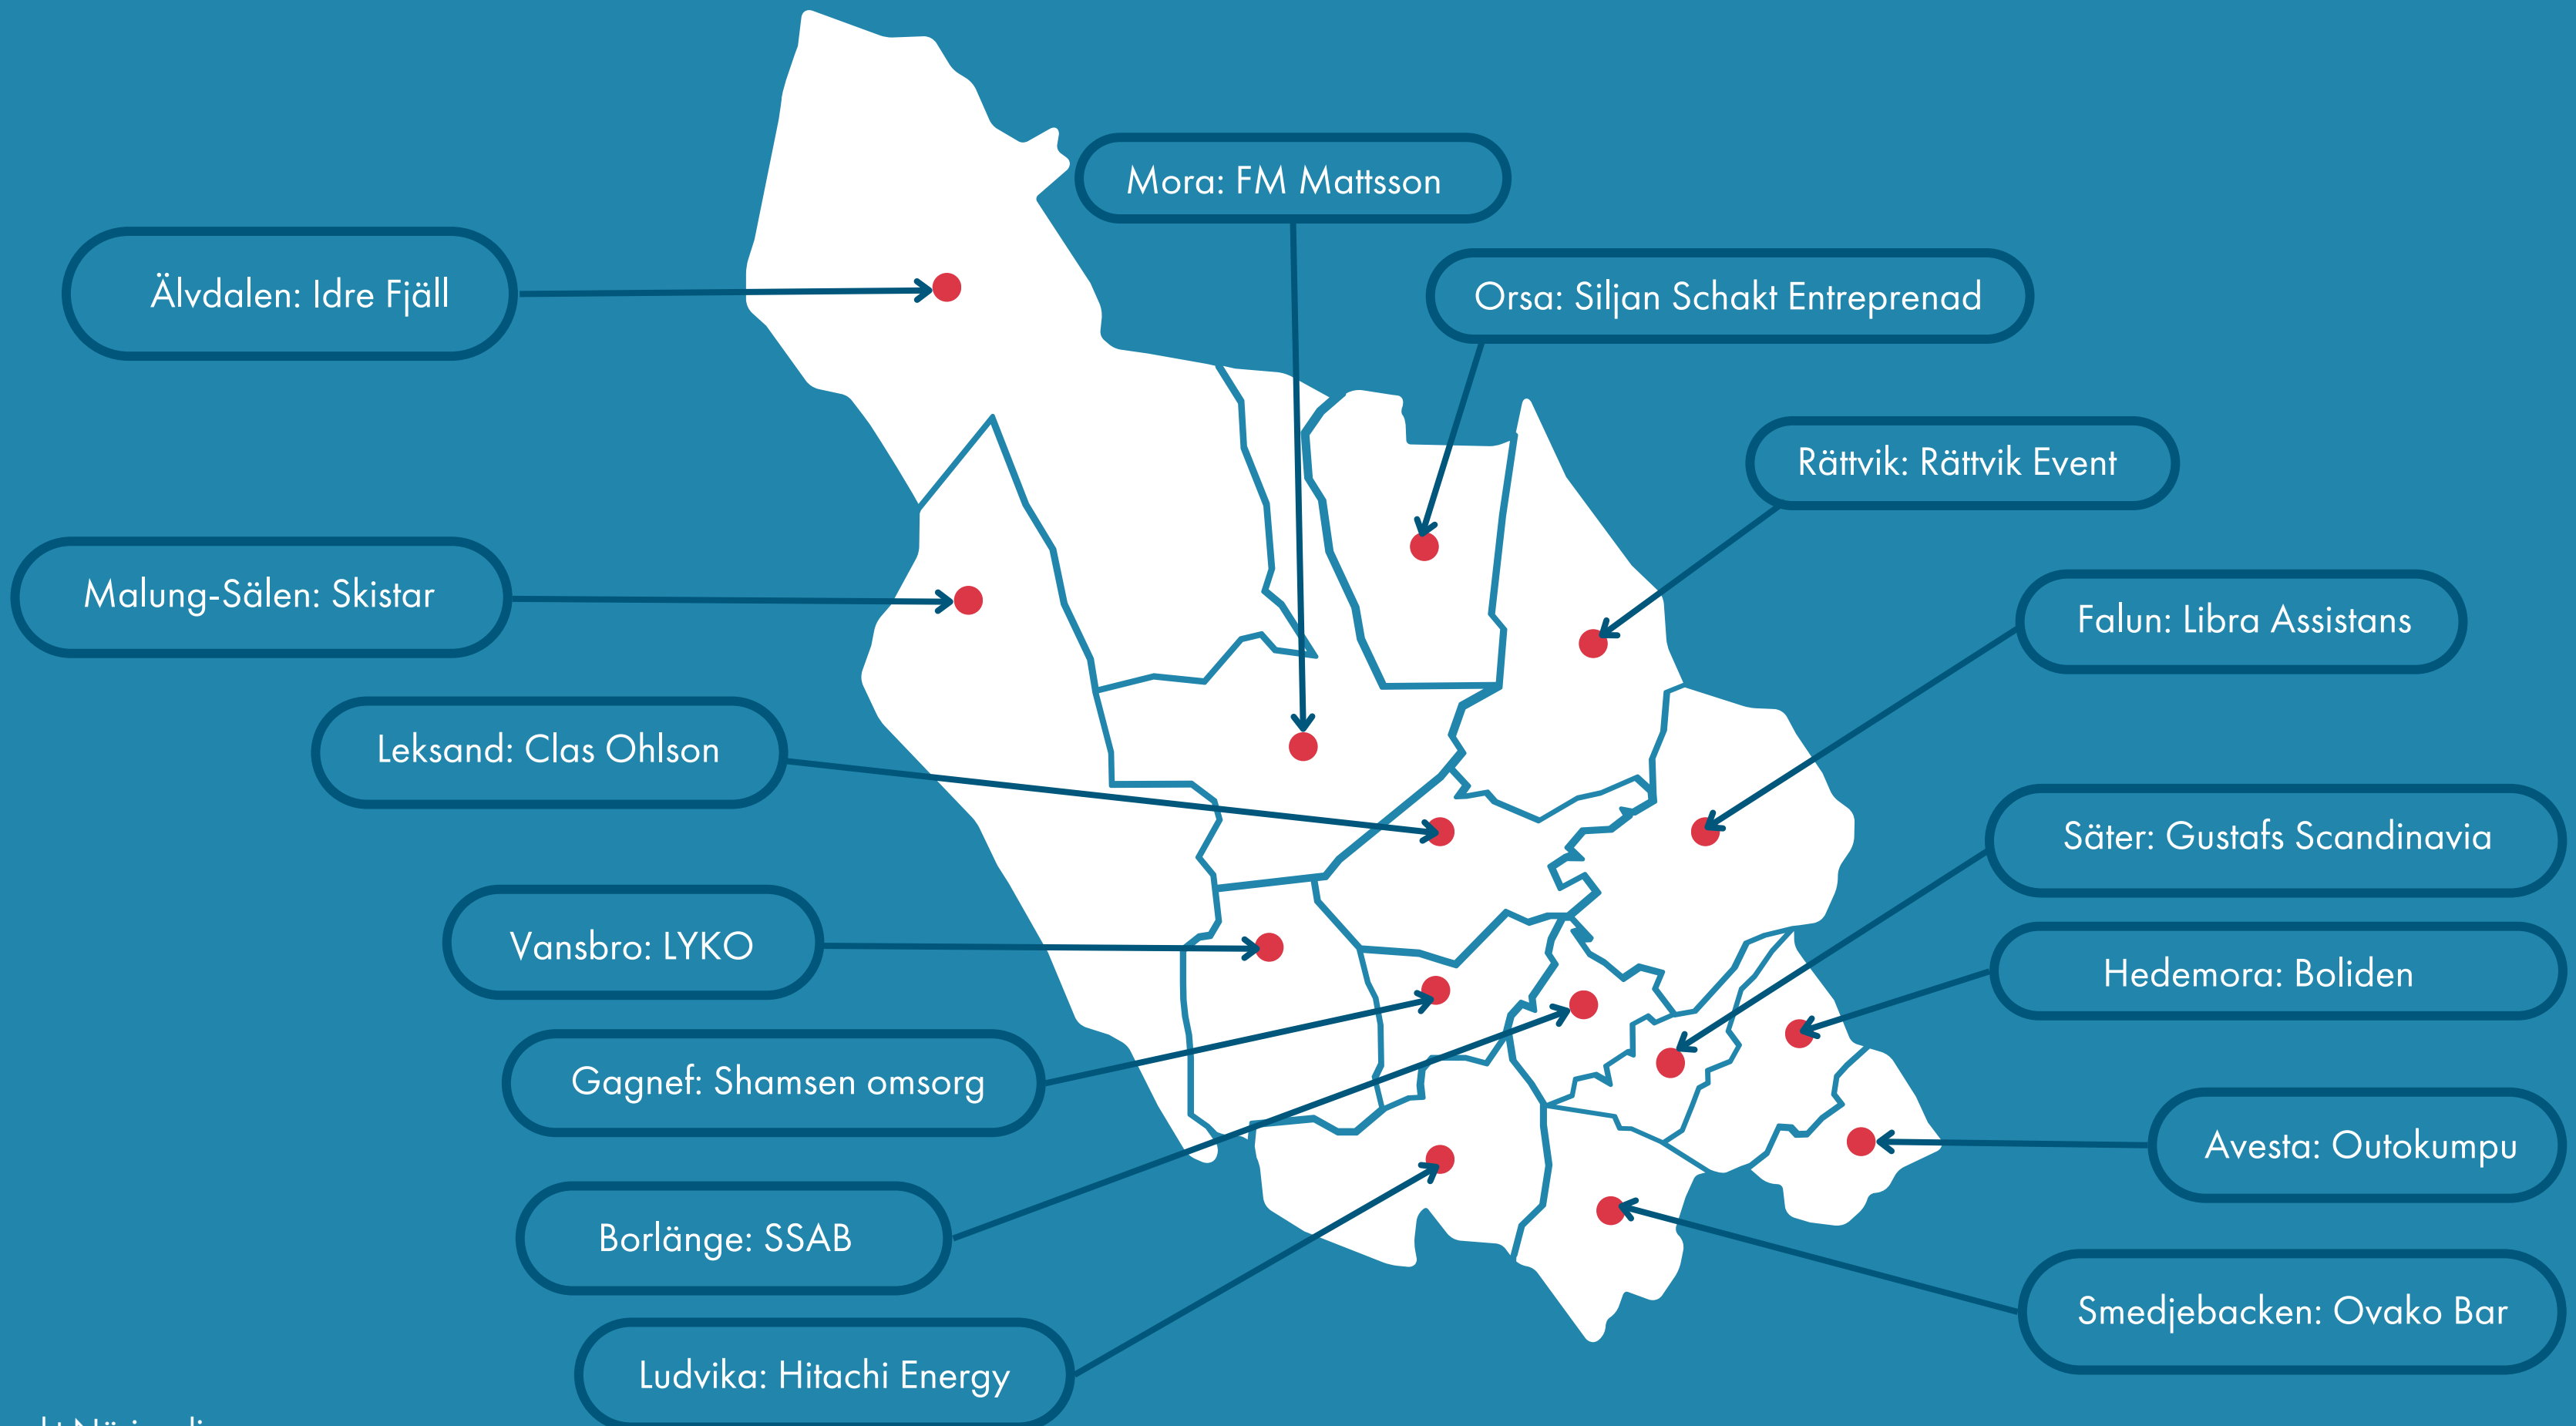 Mora: FM Mattsson
Älvdalen: Idre Fjäll
Orsa: Siljan Schakt Entreprenad
Rättvik: Rättvik Event
Malung-Sälen: Skistar
Falun: Libra Assistans
Leksand: Clas Ohlson
Säter: Gustafs Scandinavia
Vansbro: LYKO
Hedemora: Boliden
Gagnef: Shamsen omsorg
Avesta: Outokumpu
Borlänge: SSAB
Smedjebacken: Ovako Bar
Ludvika: Hitachi Energy